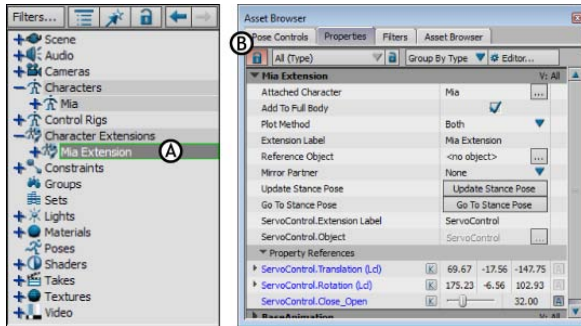 Filters...
Scene
Audio
Cameras
Characters
Mia
Control Rigs
Character Extensions
Mia Extension A
Constraints
Groups
Sets
Lights
Materials
Poses
Shaders
Takes
Textures
Video
Asset Browser
B Pose Controls Properties Filters Asset Browser
All (Type) Group By Type Editor...
Mia Extension V: All
Attached Character Mia ...
Add To Full Body
Plot Method Both
Extension Label Mia Extension
Reference Object <no object> ...
Mirror Partner None
Update Stance Pose Update Stance Pose
Go To Stance Pose Go To Stance Pose
ServoControl.Extension Label ServoControl
ServoControl.Object ServoControl ...
Property References
ServoControl.Translation (Lcl) K 69.67 -17.56 -147.75 A
ServoControl.Rotation (Lcl) K 175.23 -6.56 102.93 A
ServoControl.Close_Open K 32.00 A
BaseAnimation V: All